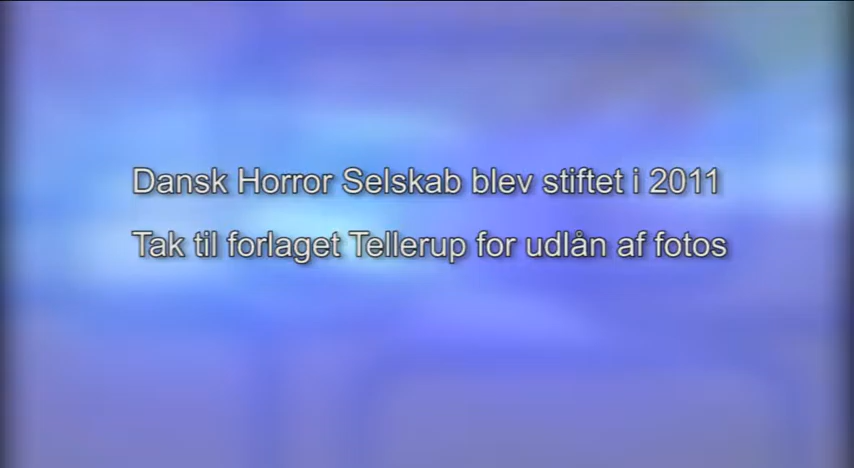 Dansk Horror Selskab blev stiftet i 2011
Tak til forlaget Tellerup for udlån af fotos